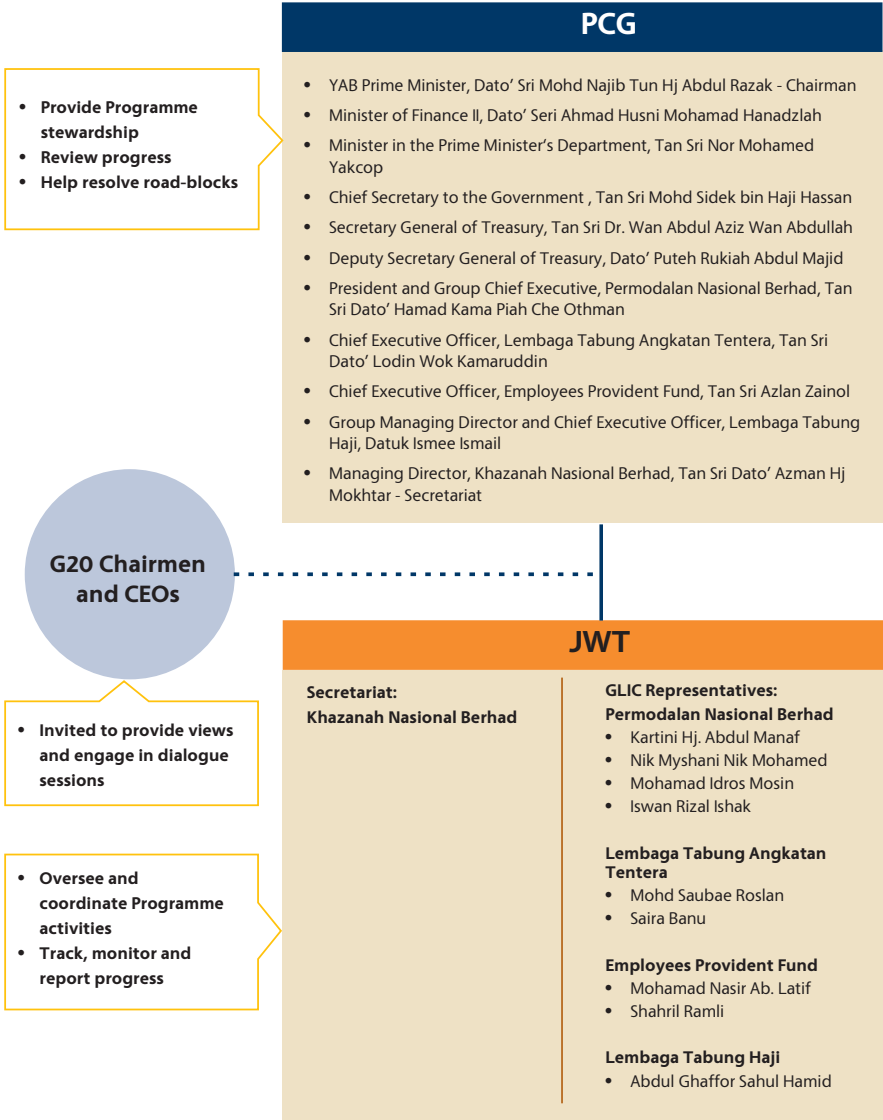 PCG
• Provide Programme
stewardship
• Review progress
• Help resolve road-blocks
• YAB Prime Minister, Dato’ Sri Mohd Najib Tun Hj Abdul Razak - Chairman
• Minister of Finance II, Dato’ Seri Ahmad Husni Mohamad Hanadzlah
• Minister in the Prime Minister’s Department, Tan Sri Nor Mohamed
Yakcop
• Chief Secretary to the Government , Tan Sri Mohd Sidek bin Haji Hassan
• Secretary General of Treasury, Tan Sri Dr. Wan Abdul Aziz Wan Abdullah
• Deputy Secretary General of Treasury, Dato’ Puteh Rukiah Abdul Majid
• President and Group Chief Executive, Permodalan Nasional Berhad, Tan
Sri Dato’ Hamad Kama Piah Che Othman
• Chief Executive Officer, Lembaga Tabung Angkatan Tentera, Tan Sri
Dato’ Lodin Wok Kamaruddin
• Chief Executive Officer, Employees Provident Fund, Tan Sri Azlan Zainol
• Group Managing Director and Chief Executive Officer, Lembaga Tabung
Haji, Datuk Ismee Ismail
• Managing Director, Khazanah Nasional Berhad, Tan Sri Dato’ Azman Hj
Mokhtar - Secretariat
G20 Chairmen
and CEOs
• Invited to provide views
and engage in dialogue
sessions
JWT
• Oversee and
coordinate Programme
activities
• Track, monitor and
report progress
Secretariat:
Khazanah Nasional Berhad
GLIC Representatives:
Permodalan Nasional Berhad
• Kartini Hj. Abdul Manaf
• Nik Myshani Nik Mohamed
• Mohamad Idros Mosin
• Iswan Rizal Ishak
Lembaga Tabung Angkatan
Tentera
• Mohd Saubae Roslan
• Saira Banu
Employees Provident Fund
• Mohamad Nasir Ab. Latif
• Shahril Ramli
Lembaga Tabung Haji
• Abdul Ghaffor Sahul Hamid